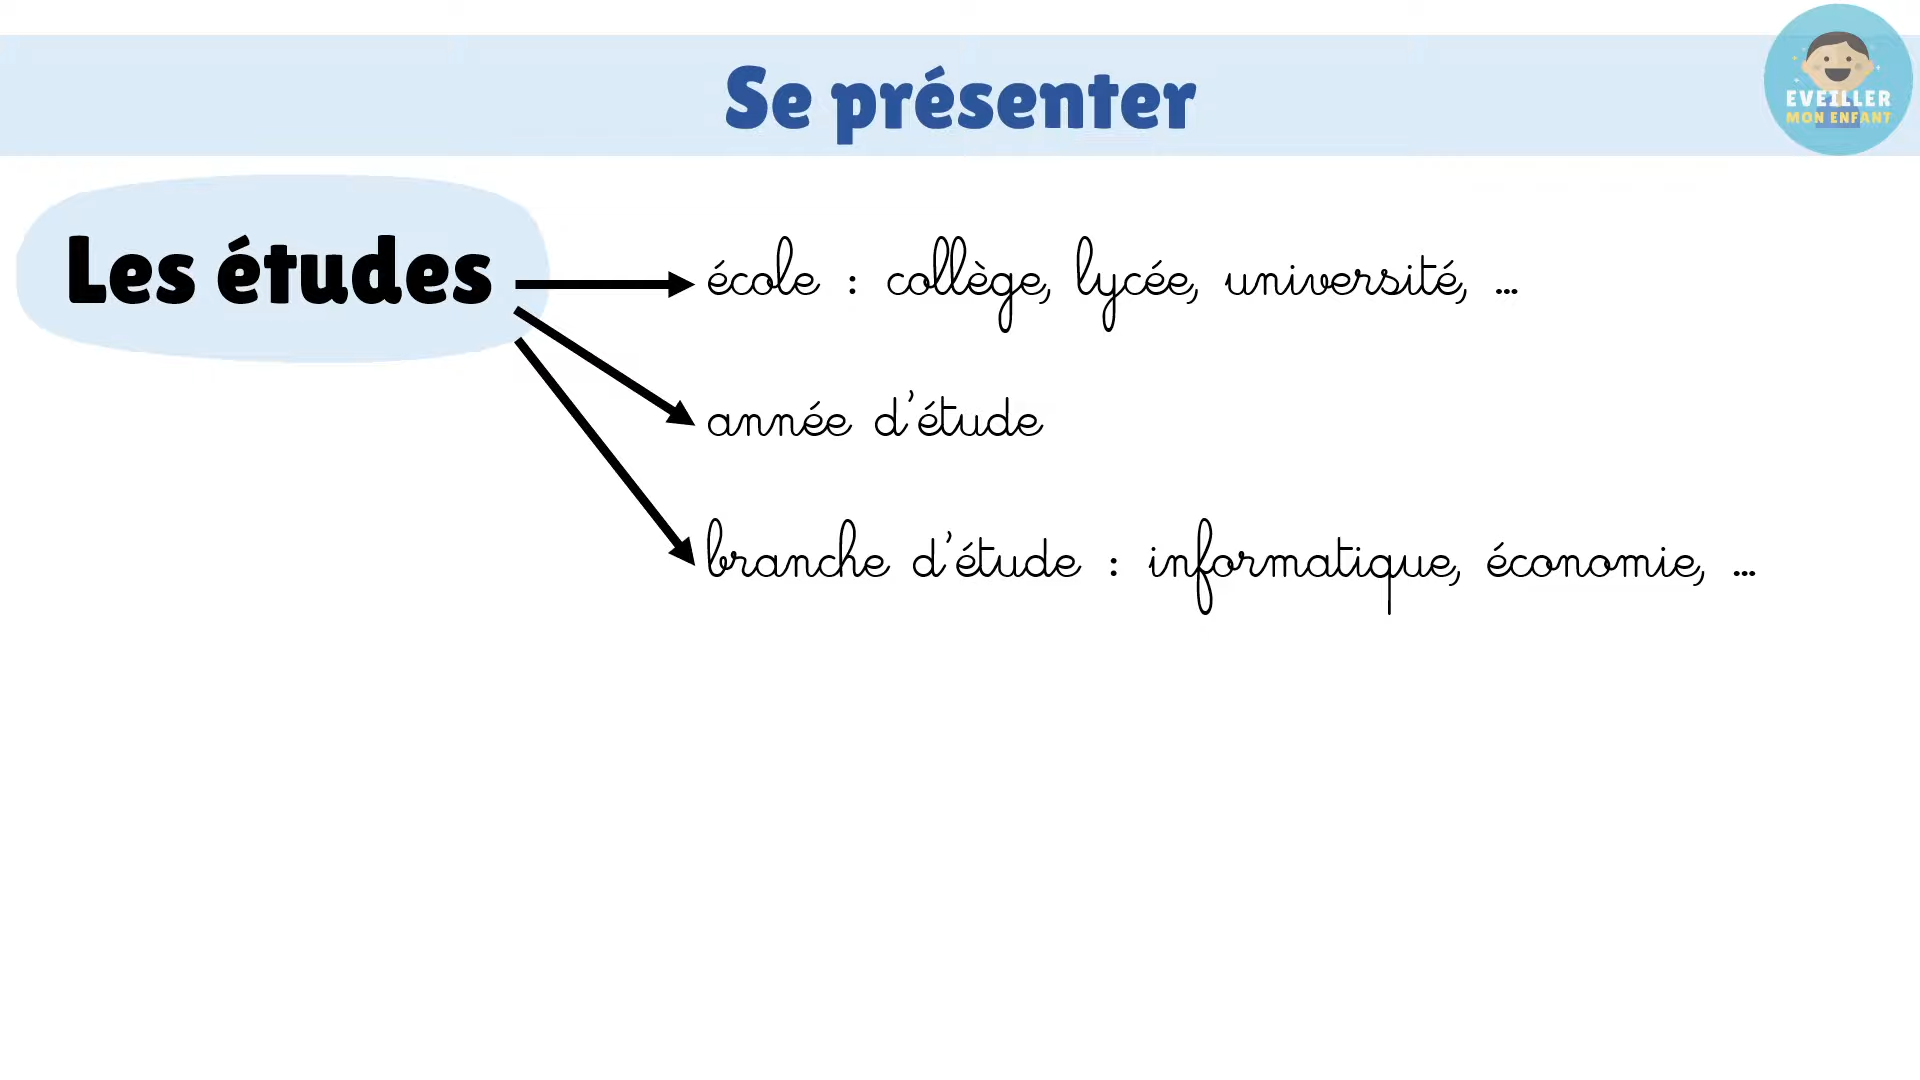 Se présenter
EVEILLER
MON ENFANT
Les études
école : collège, lycée, université, ...
année d'étude
branche d'étude : informatique, économie, ...